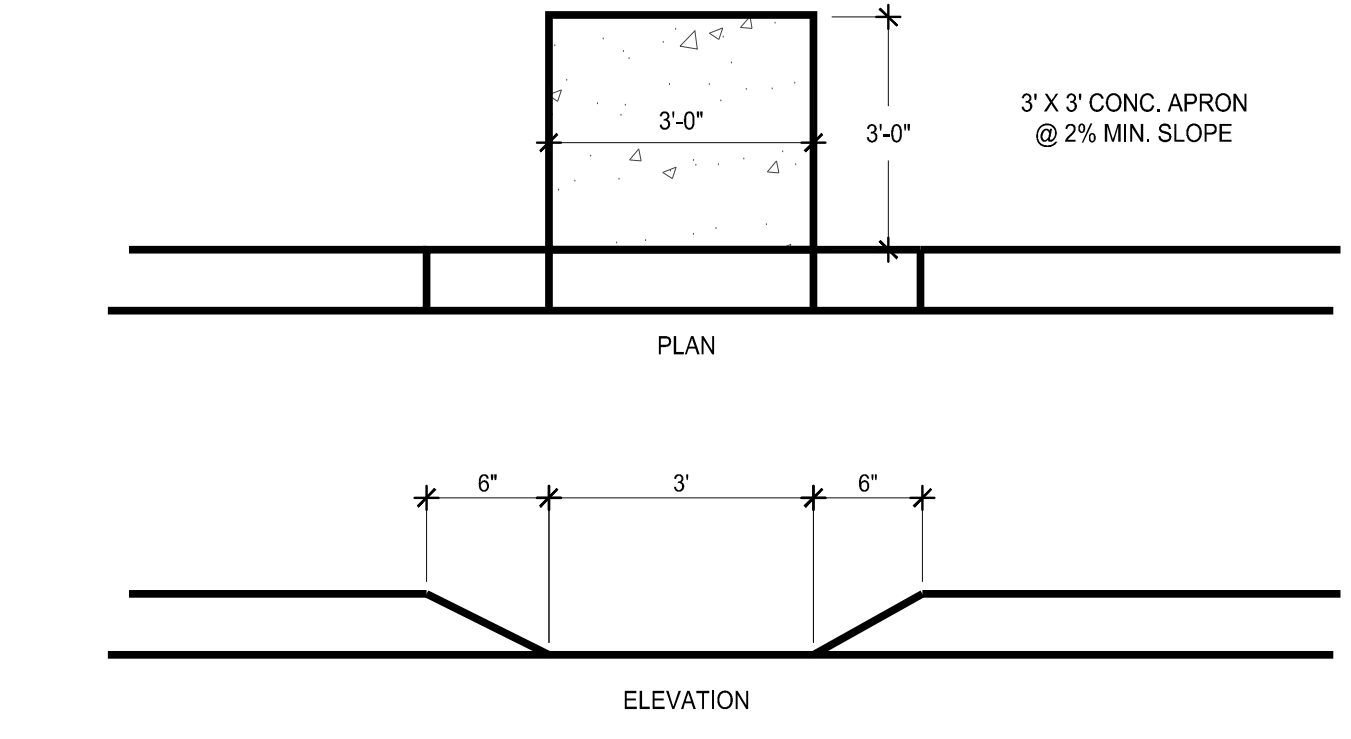 3'-0"
3'-0"
3' X 3' CONC. APRON
@ 2% MIN. SLOPE
PLAN
6"
3'
6"
ELEVATION